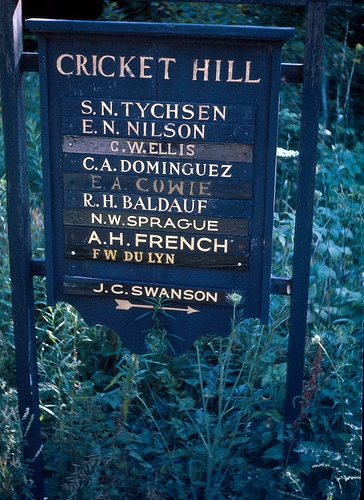 CRICKET HILL
S. N. TYCHSEN
E. N. NILSON
C. W. ELLIS
C. A. DOMINGUEZ
E A COWIE
R. H. BALDAUF
N. W. SPRAGUE
A. H. FRENCH
F W DU LYN
J. C. SWANSON